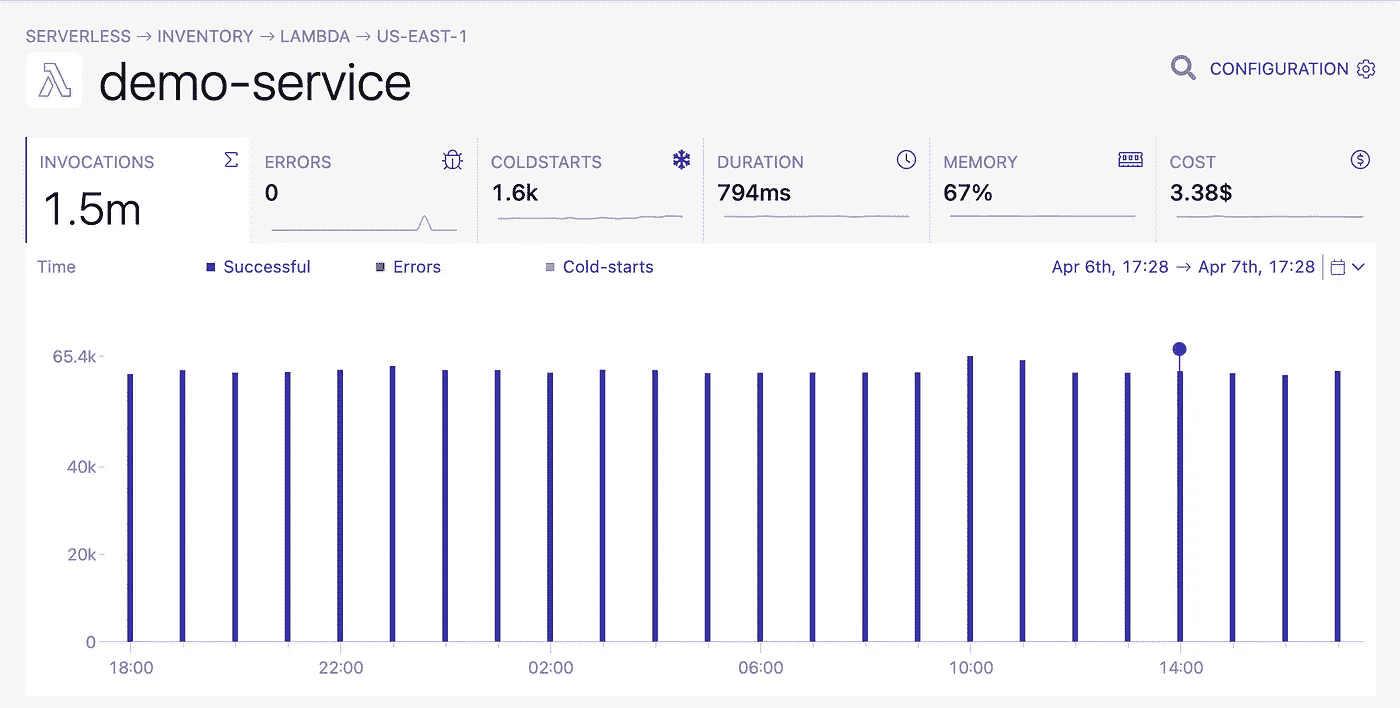 SERVERLESS → INVENTORY → LAMBDA → US-EAST-1
demo-service
CONFIGURATION
INVOCATIONS Σ
1.5m
ERRORS
0
COLDSTARTS
1.6k
DURATION
794ms
MEMORY
67%
COST $
3.38$
Time Successful Errors Cold-starts Apr 6th, 17:28 → Apr 7th, 17:28
65.4k
40k
20k
0
18:00 22:00 02:00 06:00 10:00 14:00